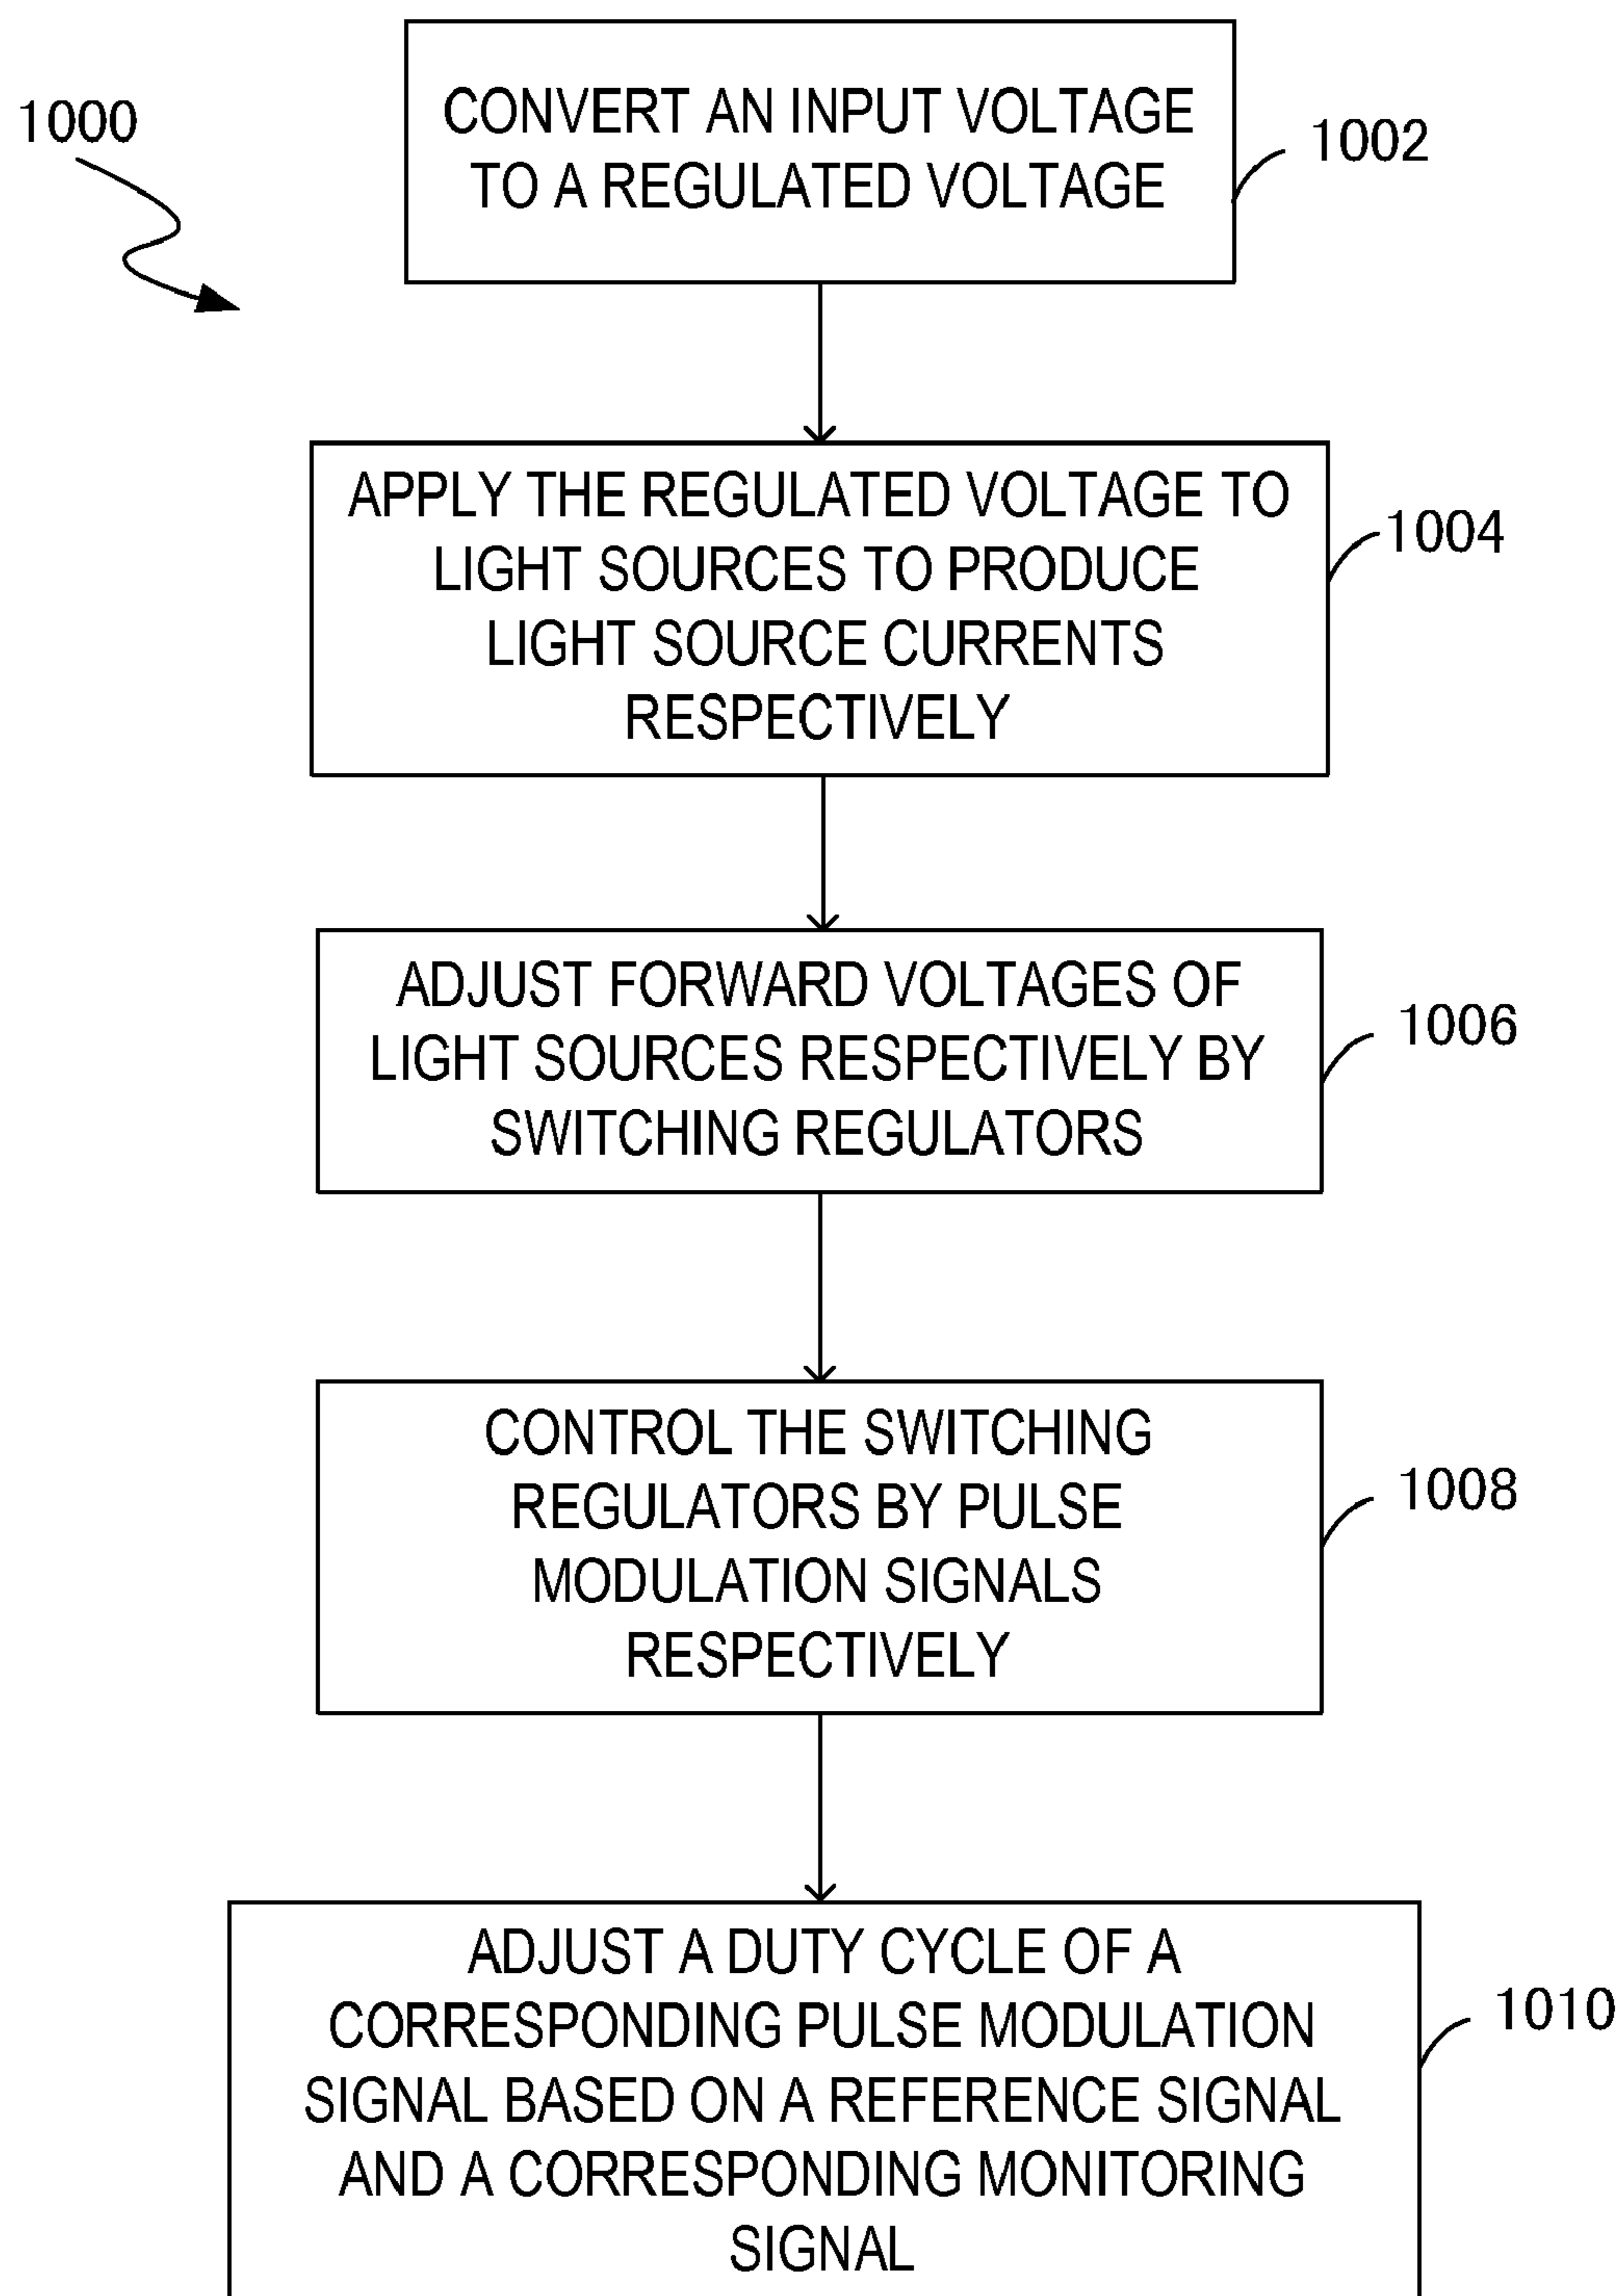 1000
CONVERT AN INPUT VOLTAGE
TO A REGULATED VOLTAGE
1002
APPLY THE REGULATED VOLTAGE TO
LIGHT SOURCES TO PRODUCE
LIGHT SOURCE CURRENTS
RESPECTIVELY
1004
ADJUST FORWARD VOLTAGES OF
LIGHT SOURCES RESPECTIVELY BY
SWITCHING REGULATORS
1006
CONTROL THE SWITCHING
REGULATORS BY PULSE
MODULATION SIGNALS
RESPECTIVELY
1008
ADJUST A DUTY CYCLE OF A
CORRESPONDING PULSE MODULATION
SIGNAL BASED ON A REFERENCE SIGNAL
AND A CORRESPONDING MONITORING
SIGNAL
1010